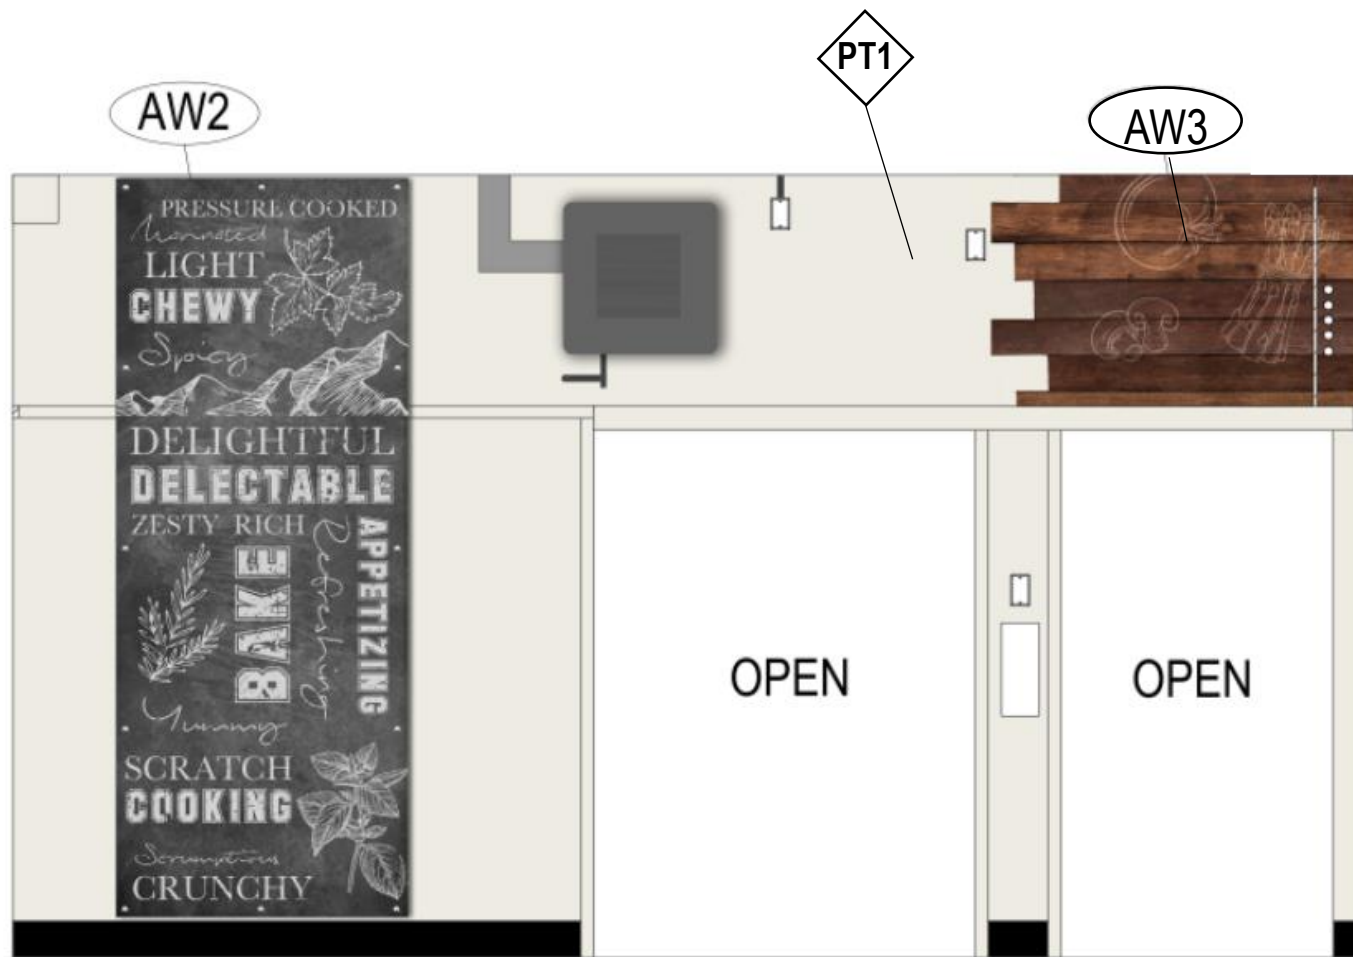 PT1
AW2
AW3
PRESSURE COOKED
Marinated
LIGHT
CHEWY
Spicy
DELIGHTFUL
DELECTABLE
ZESTY RICH
BAKE
Refreshing
APPETIZING
Yummy
SCRATCH
COOKING
Scrumptious
CRUNCHY
OPEN
OPEN